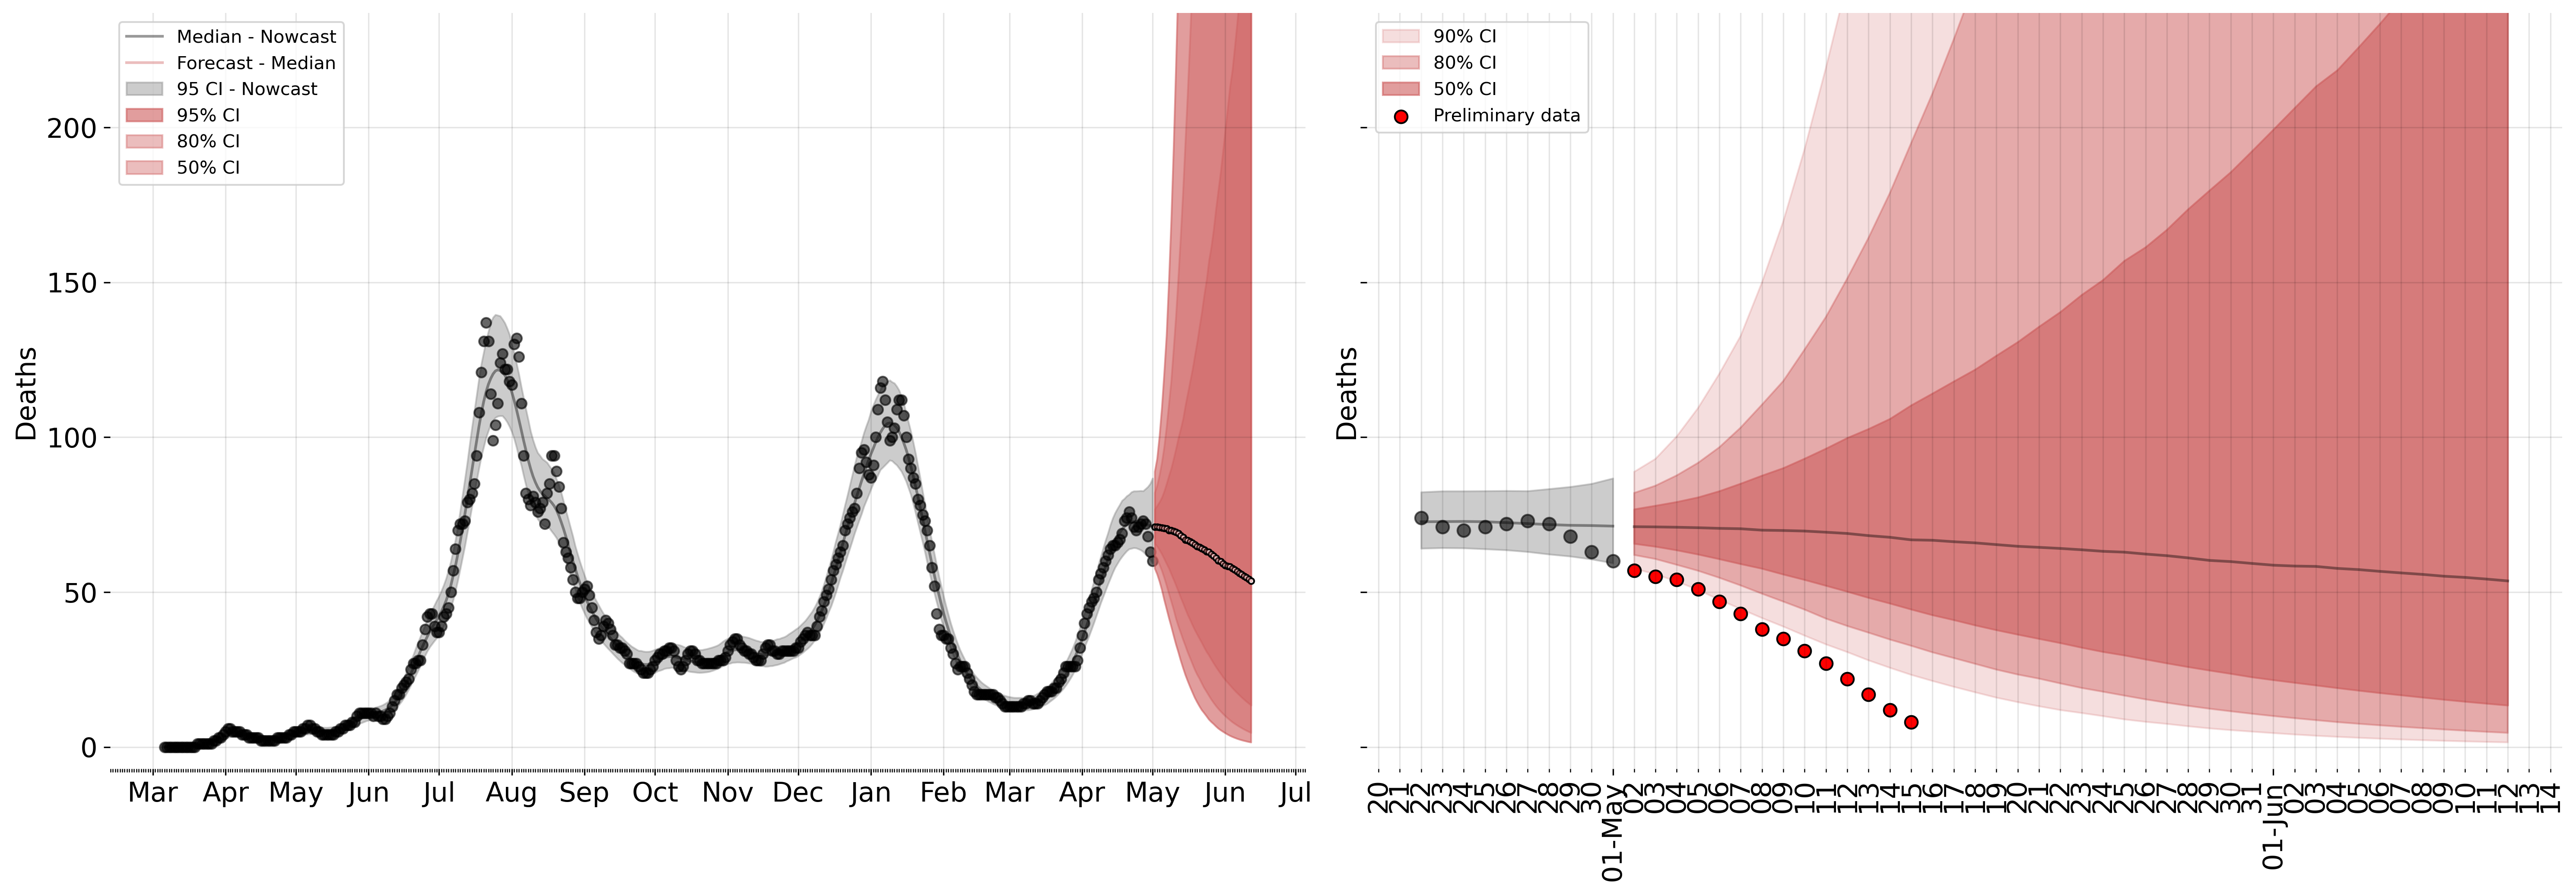 Median - Nowcast
Forecast - Median
95 CI - Nowcast
95% CI
80% CI
50% CI
Deaths
200
150
100
50
0
Mar Apr May Jun Jul Aug Sep Oct Nov Dec Jan Feb Mar Apr May Jun Jul
90% CI
80% CI
50% CI
Preliminary data
Deaths
20 21 22 23 24 25 26 27 28 29 30 01-May 02 03 04 05 06 07 08 09 10 11 12 13 14 15 16 17 18 19 20 21 22 23 24 25 26 27 28 29 30 31 01-Jun 02 03 04 05 06 07 08 09 10 11 12 13 14